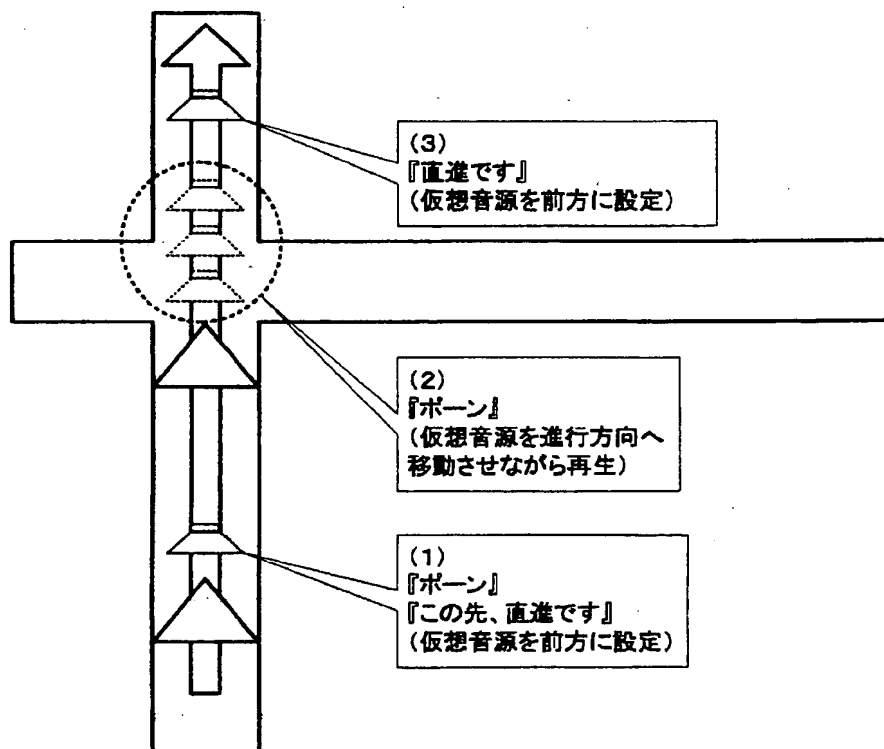 (3)
『直進です』
(仮想音源を前方に設定)
(2)
『ポーン』
(仮想音源を進行方向へ
移動させながら再生)
(1)
『ポーン』
『この先、直進です』
(仮想音源を前方に設定)